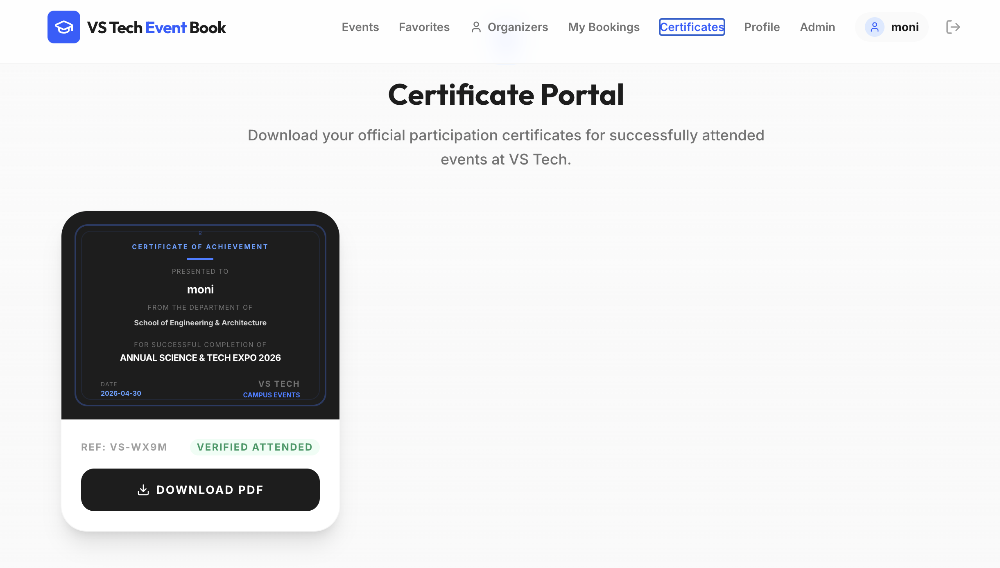 VS Tech Event Book
Events
Favorites
Organizers
My Bookings
Certificates
Profile
Admin
moni
Certificate Portal
Download your official participation certificates for successfully attended
events at VS Tech.
CERTIFICATE OF ACHIEVEMENT
PRESENTED TO
moni
FROM THE DEPARTMENT OF
School of Engineering & Architecture
FOR SUCCESSFUL COMPLETION OF
ANNUAL SCIENCE & TECH EXPO 2026
DATE
2026-04-30
VS TECH
CAMPUS EVENTS
REF: VS-WX9M
VERIFIED ATTENDED
DOWNLOAD PDF